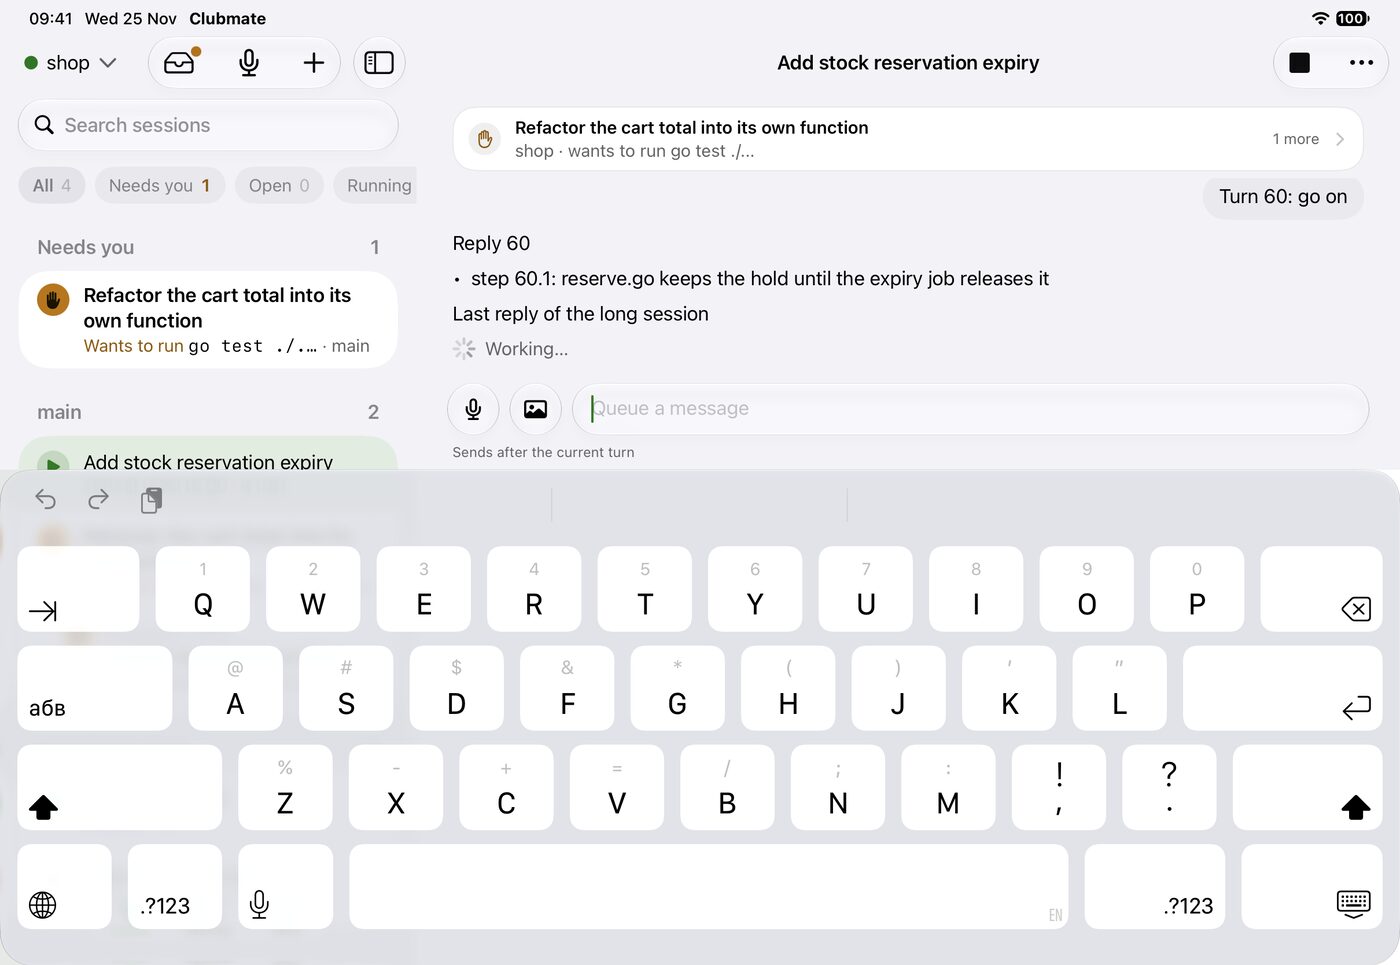 09:41 Wed 25 Nov Clubmate
100
shop
Search sessions
All 4
Needs you 1
Open 0
Running
Needs you 1
Refactor the cart total into its
own function
Wants to run go test ./.… · main
main 2
Add stock reservation expiry
Add stock reservation expiry
Refactor the cart total into its own function
shop · wants to run go test ./...
1 more
Turn 60: go on
Reply 60
• step 60.1: reserve.go keeps the hold until the expiry job releases it
Last reply of the long session
Working...
Queue a message
Sends after the current turn
1 2 3 4 5 6 7 8 9 0
Q W E R T Y U I O P
@ # $ & * ( ) ' "
абв A S D F G H J K L
% - + = / ; : ! ?
Z X C V B N M , .
.?123 EN .?123